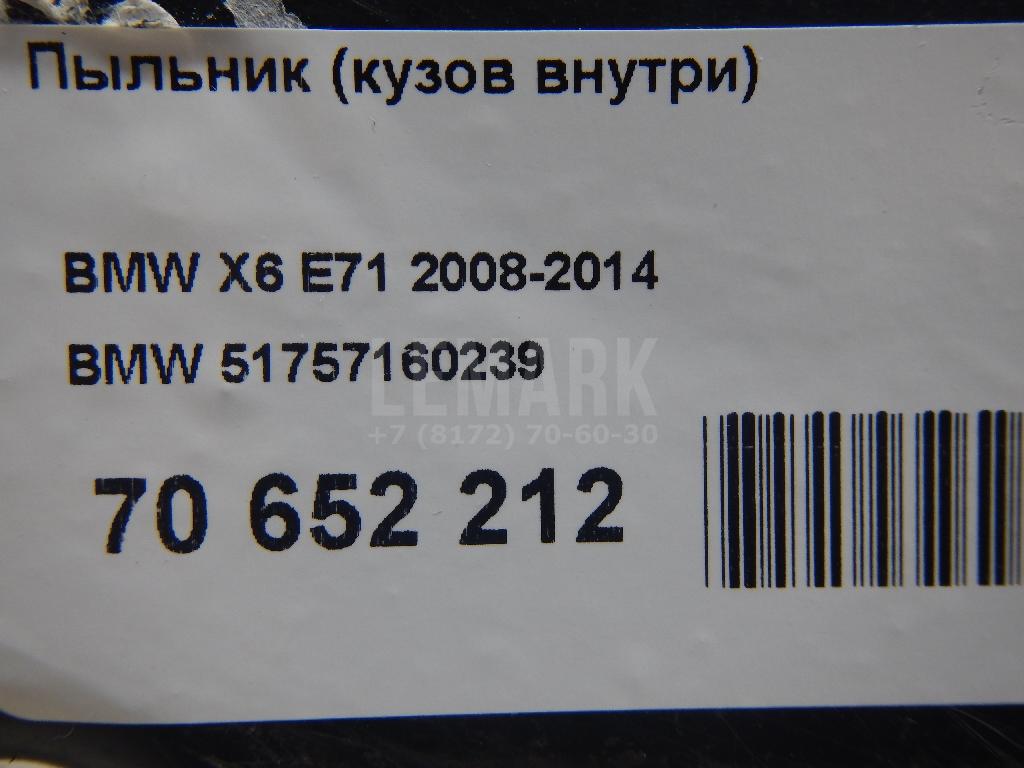 Пыльник (кузов внутри)
BMW X6 E71 2008-2014
BMW 51757160239
LEMARK
+7 (8172) 70-60-30
70 652 212